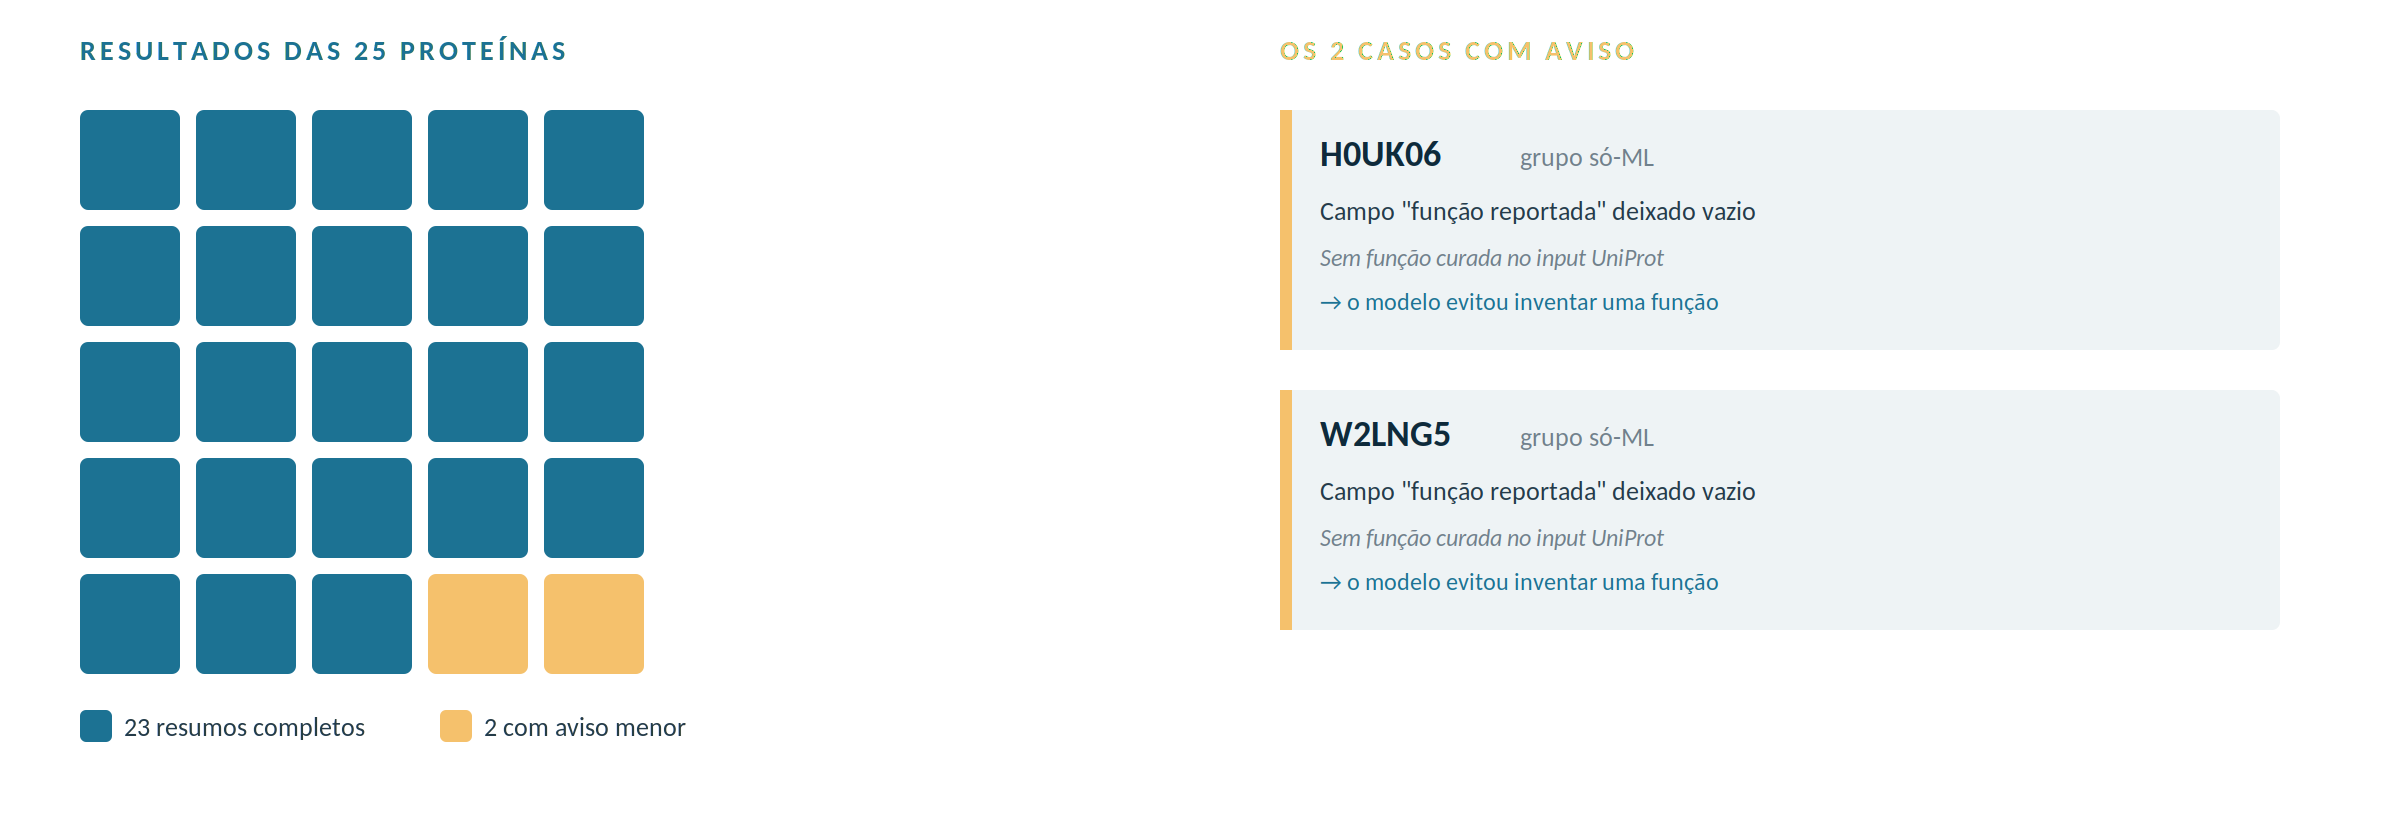 RESULTADOS DAS 25 PROTEÍNAS
23 resumos completos
2 com aviso menor
OS 2 CASOS COM AVISO
H0UK06 grupo só-ML
Campo "função reportada" deixado vazio
Sem função curada no input UniProt
→ o modelo evitou inventar uma função
W2LNG5 grupo só-ML
Campo "função reportada" deixado vazio
Sem função curada no input UniProt
→ o modelo evitou inventar uma função